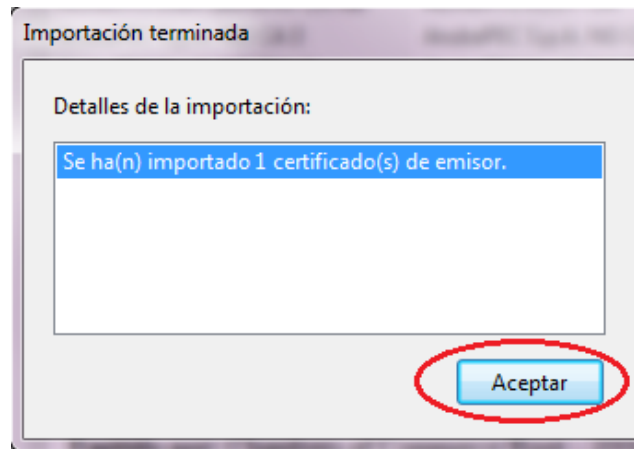 Importación terminada
Detalles de la importación:
Se ha(n) importado 1 certificado(s) de emisor.
Aceptar